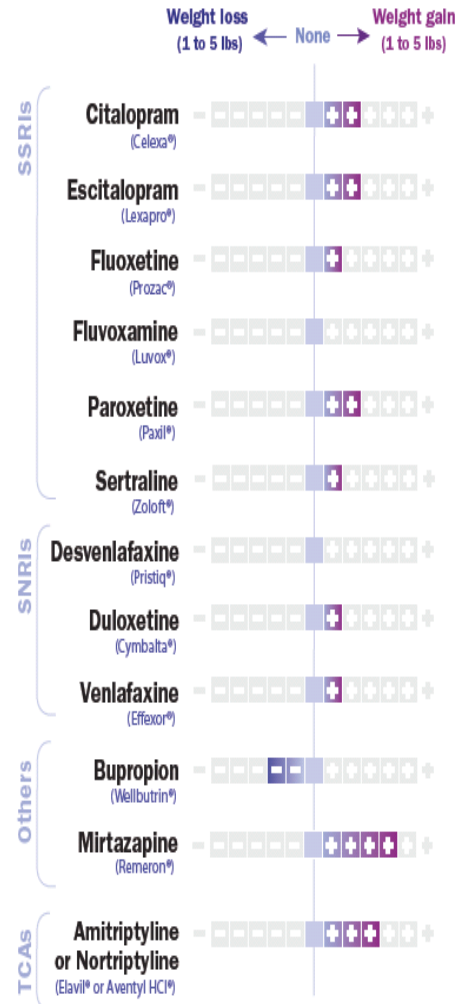 Weight loss
(1 to 5 lbs)
None
Weight gain
(1 to 5 lbs)
SSRIs
Citalopram
(Celexa®)
Escitalopram
(Lexapro®)
Fluoxetine
(Prozac®)
Fluvoxamine
(Luvox®)
Paroxetine
(Paxil®)
Sertraline
(Zoloft®)
SNRIs
Desvenlafaxine
(Pristiq®)
Duloxetine
(Cymbalta®)
Venlafaxine
(Effexor®)
Others
Bupropion
(Wellbutrin®)
Mirtazapine
(Remeron®)
TCAs
Amitriptyline
or Nortriptyline
(Elavil® or Aventyl HCl®)